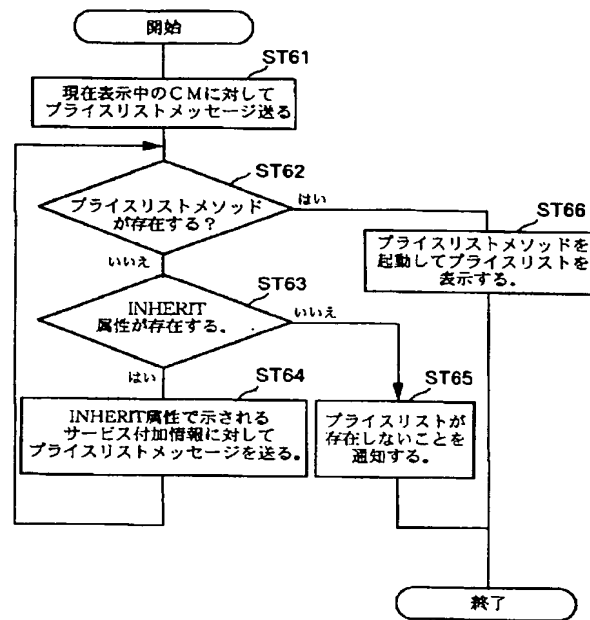 開始
ST61
現在表示中のCMに対して
プライスリストメッセージ送る
ST62
プライスリストメソッド
が存在する?
はい
いいえ
ST66
プライスリストメソッドを
起動してプライスリストを
表示する。
ST63
INHERIT
属性が存在する。
いいえ
はい
ST64
INHERIT属性で示される
サービス付加情報に対して
プライスリストメッセージを送る。
ST65
プライスリストが
存在しないことを
通知する。
終了